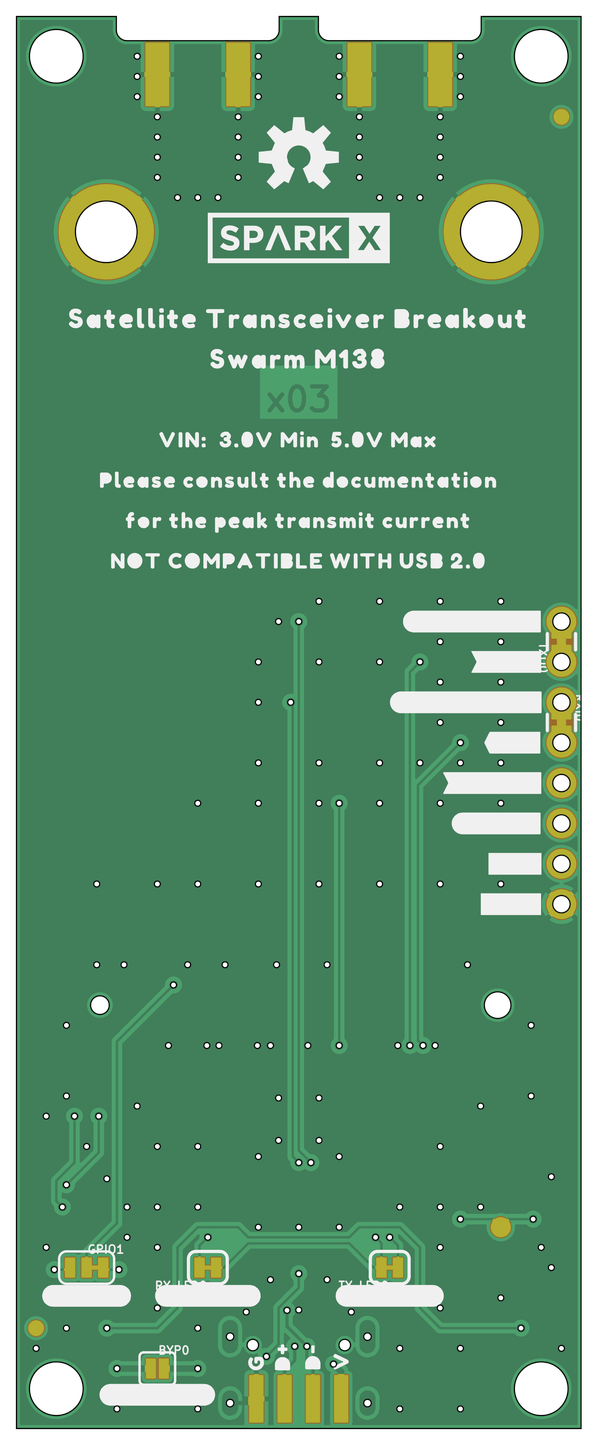 SPARK X
Satellite Transceiver Breakout
Swarm M138
x03
VIN: 3.0V Min 5.0V Max
Please consult the documentation
for the peak transmit current
NOT COMPATIBLE WITH USB 2.0
GPIO1
BYP0
G D+ D- V